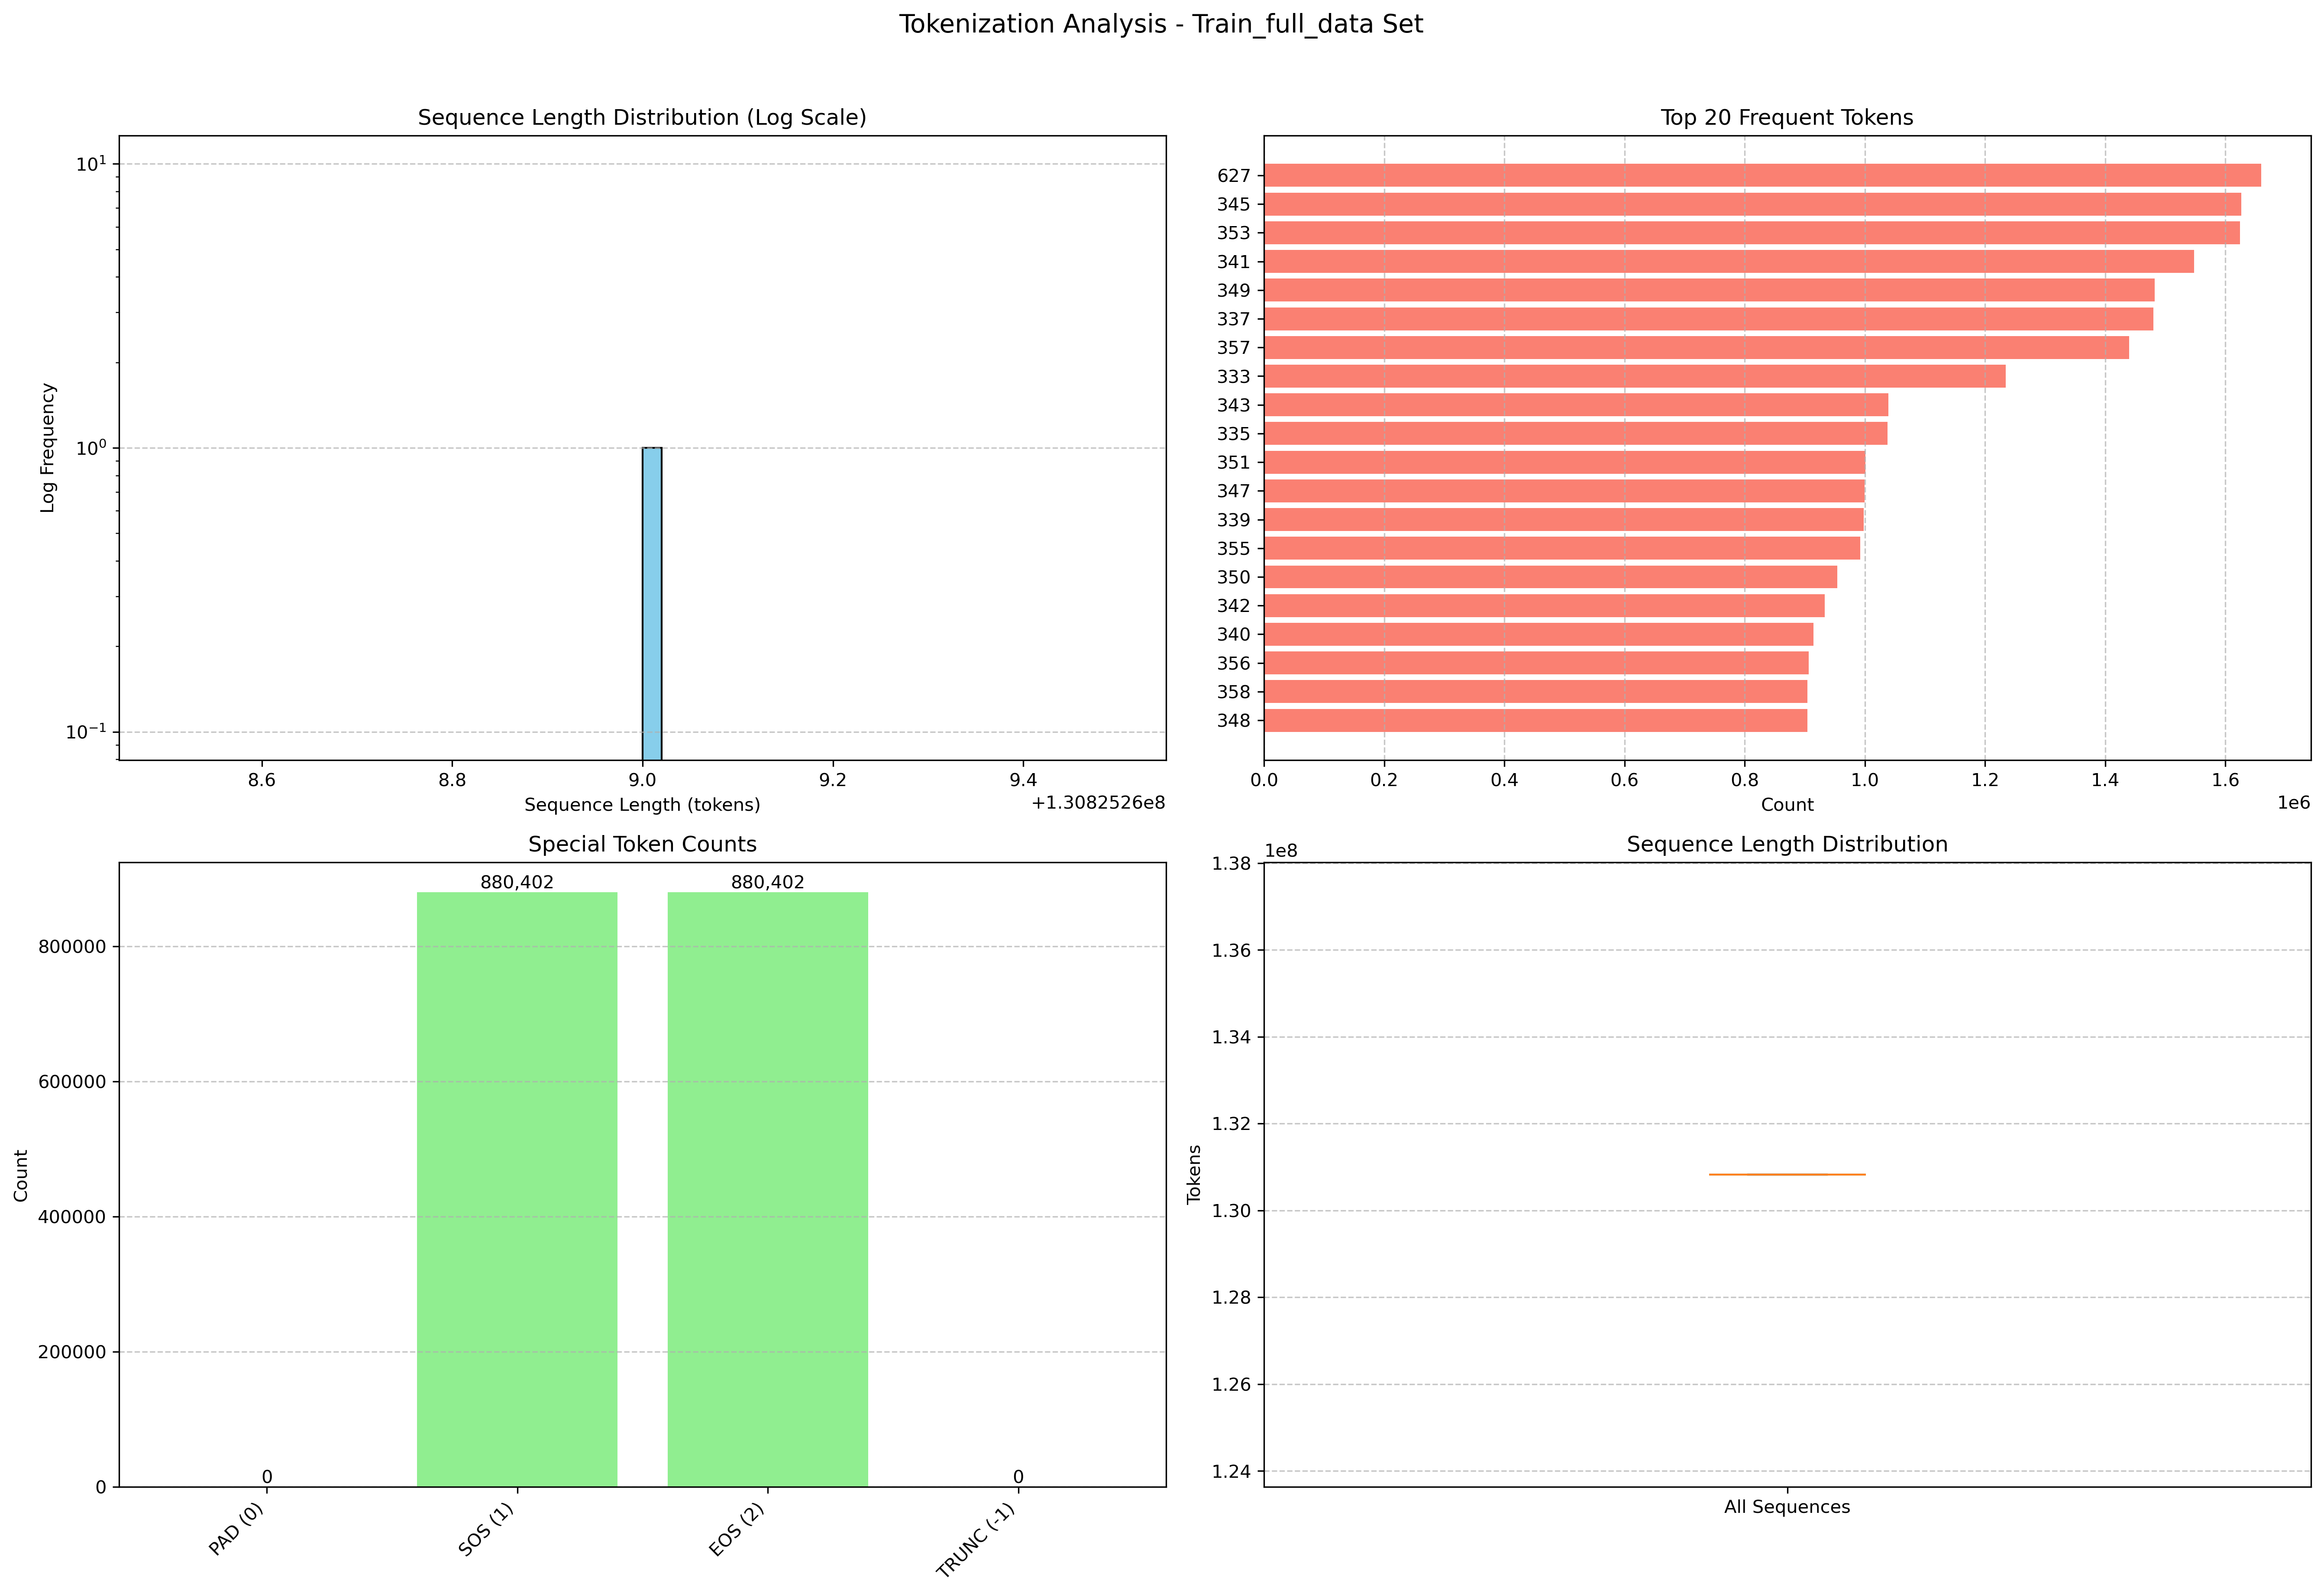 Tokenization Analysis - Train_full_data Set
Sequence Length Distribution (Log Scale)
10¹
10⁰
10⁻¹
Log Frequency
8.6 8.8 9.0 9.2 9.4
Sequence Length (tokens)
+1.3082526e8
Top 20 Frequent Tokens
627
345
353
341
349
337
357
333
343
335
351
347
339
355
350
342
340
356
358
348
0.0 0.2 0.4 0.6 0.8 1.0 1.2 1.4 1.6
Count
1e6
Special Token Counts
880,402 880,402
800000
600000
400000
200000
0
0 0
Count
PAD (0)
SOS (1)
EOS (2)
TRUNC (-1)
Sequence Length Distribution
1e8
1.38
1.36
1.34
1.32
1.30
1.28
1.26
1.24
Tokens
All Sequences